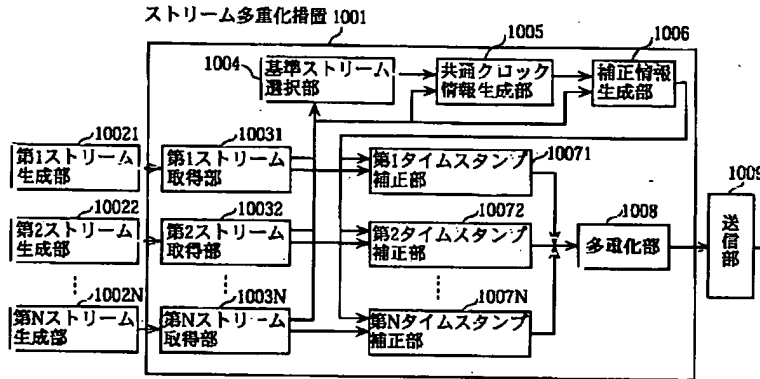 ストリーム多重化措置 1001
1004
基準ストリーム
選択部
1005
共通クロック
情報生成部
1006
補正情報
生成部
10021
第1ストリーム
生成部
10031
第1ストリーム
取得部
10071
第1タイムスタンプ
補正部
10022
第2ストリーム
生成部
10032
第2ストリーム
取得部
10072
第2タイムスタンプ
補正部
1008
多重化部
1009
送信部
1002N
第Nストリーム
生成部
1003N
第Nストリーム
取得部
1007N
第Nタイムスタンプ
補正部